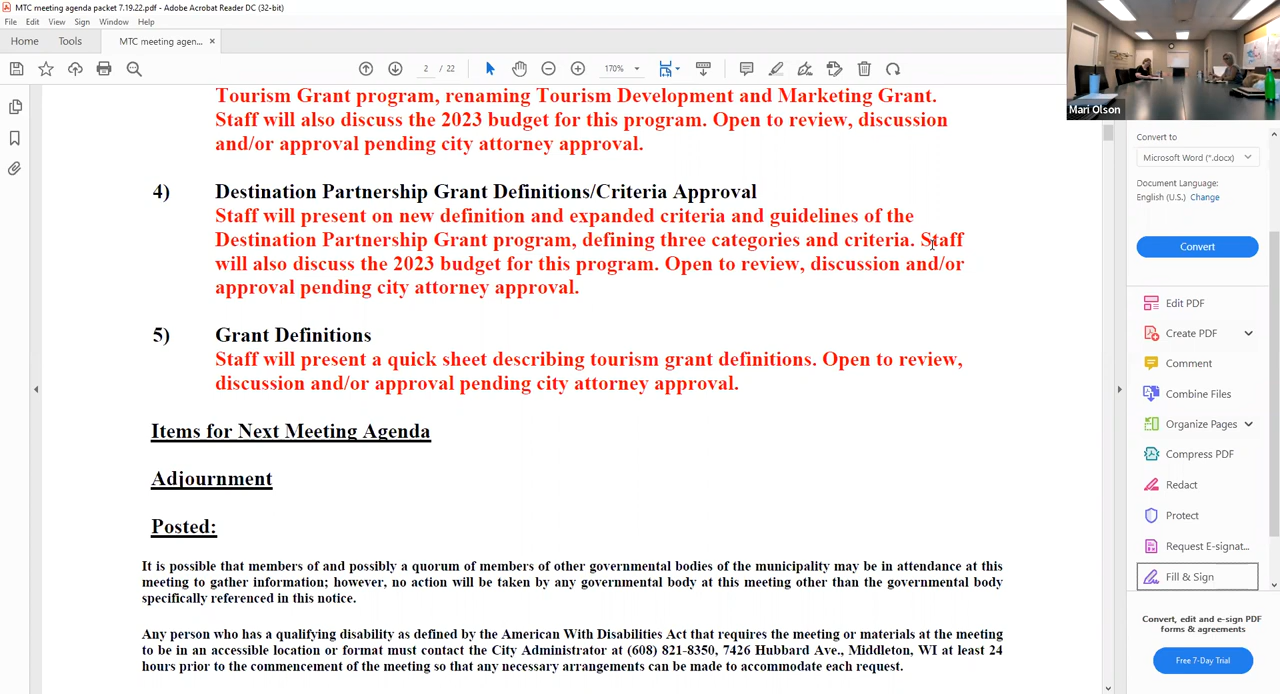 MTC meeting agenda packet 7.19.22.pdf - Adobe Acrobat Reader DC (32-bit)
File Edit View Sign Window Help
Home Tools MTC meeting agen... ×
2 / 22 170%
Tourism Grant program, renaming Tourism Development and Marketing Grant.
Staff will also discuss the 2023 budget for this program. Open to review, discussion
and/or approval pending city attorney approval.
4) Destination Partnership Grant Definitions/Criteria Approval
Staff will present on new definition and expanded criteria and guidelines of the
Destination Partnership Grant program, defining three categories and criteria. Staff
will also discuss the 2023 budget for this program. Open to review, discussion and/or
approval pending city attorney approval.
5) Grant Definitions
Staff will present a quick sheet describing tourism grant definitions. Open to review,
discussion and/or approval pending city attorney approval.
Items for Next Meeting Agenda
Adjournment
Posted:
It is possible that members of and possibly a quorum of members of other governmental bodies of the municipality may be in attendance at this
meeting to gather information; however, no action will be taken by any governmental body at this meeting other than the governmental body
specifically referenced in this notice.
Any person who has a qualifying disability as defined by the American With Disabilities Act that requires the meeting or materials at the meeting
to be in an accessible location or format must contact the City Administrator at (608) 821-8350, 7426 Hubbard Ave., Middleton, WI at least 24
hours prior to the commencement of the meeting so that any necessary arrangements can be made to accommodate each request.
Mari Olson
Convert to
Microsoft Word (*.docx)
Document Language:
English (U.S.) Change
Convert
Edit PDF
Create PDF
Comment
Combine Files
Organize Pages
Compress PDF
Redact
Protect
Request E-signat...
Fill & Sign
Convert, edit and e-sign PDF
forms & agreements
Free 7-Day Trial